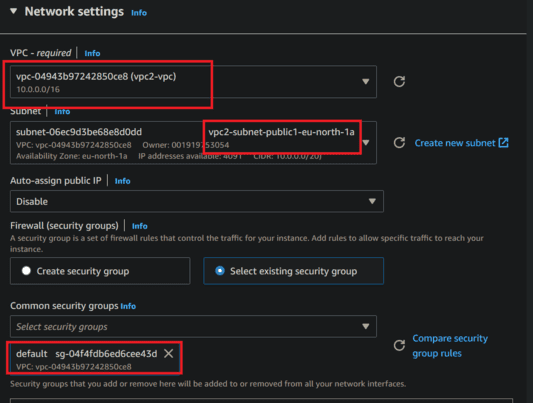 Network settings Info
VPC - required Info
vpc-04943b97242850ce8 (vpc2-vpc)
10.0.0.0/16
Subnet Info
subnet-06ec9d3be68e8d0dd vpc2-subnet-public1-eu-north-1a
VPC: vpc-04943b97242850ce8 Owner: 001919753054
Availability Zone: eu-north-1a IP addresses available: 4091 CIDR: 10.0.0.0/20)
Create new subnet
Auto-assign public IP Info
Disable
Firewall (security groups) Info
A security group is a set of firewall rules that control the traffic for your instance. Add rules to allow specific traffic to reach your
instance.
Create security group
Select existing security group
Common security groups Info
Select security groups
Compare security
group rules
default sg-04f4fdb6ed6cee43d
VPC: vpc-04943b97242850ce8
Security groups that you add or remove here will be added to or removed from all your network interfaces.